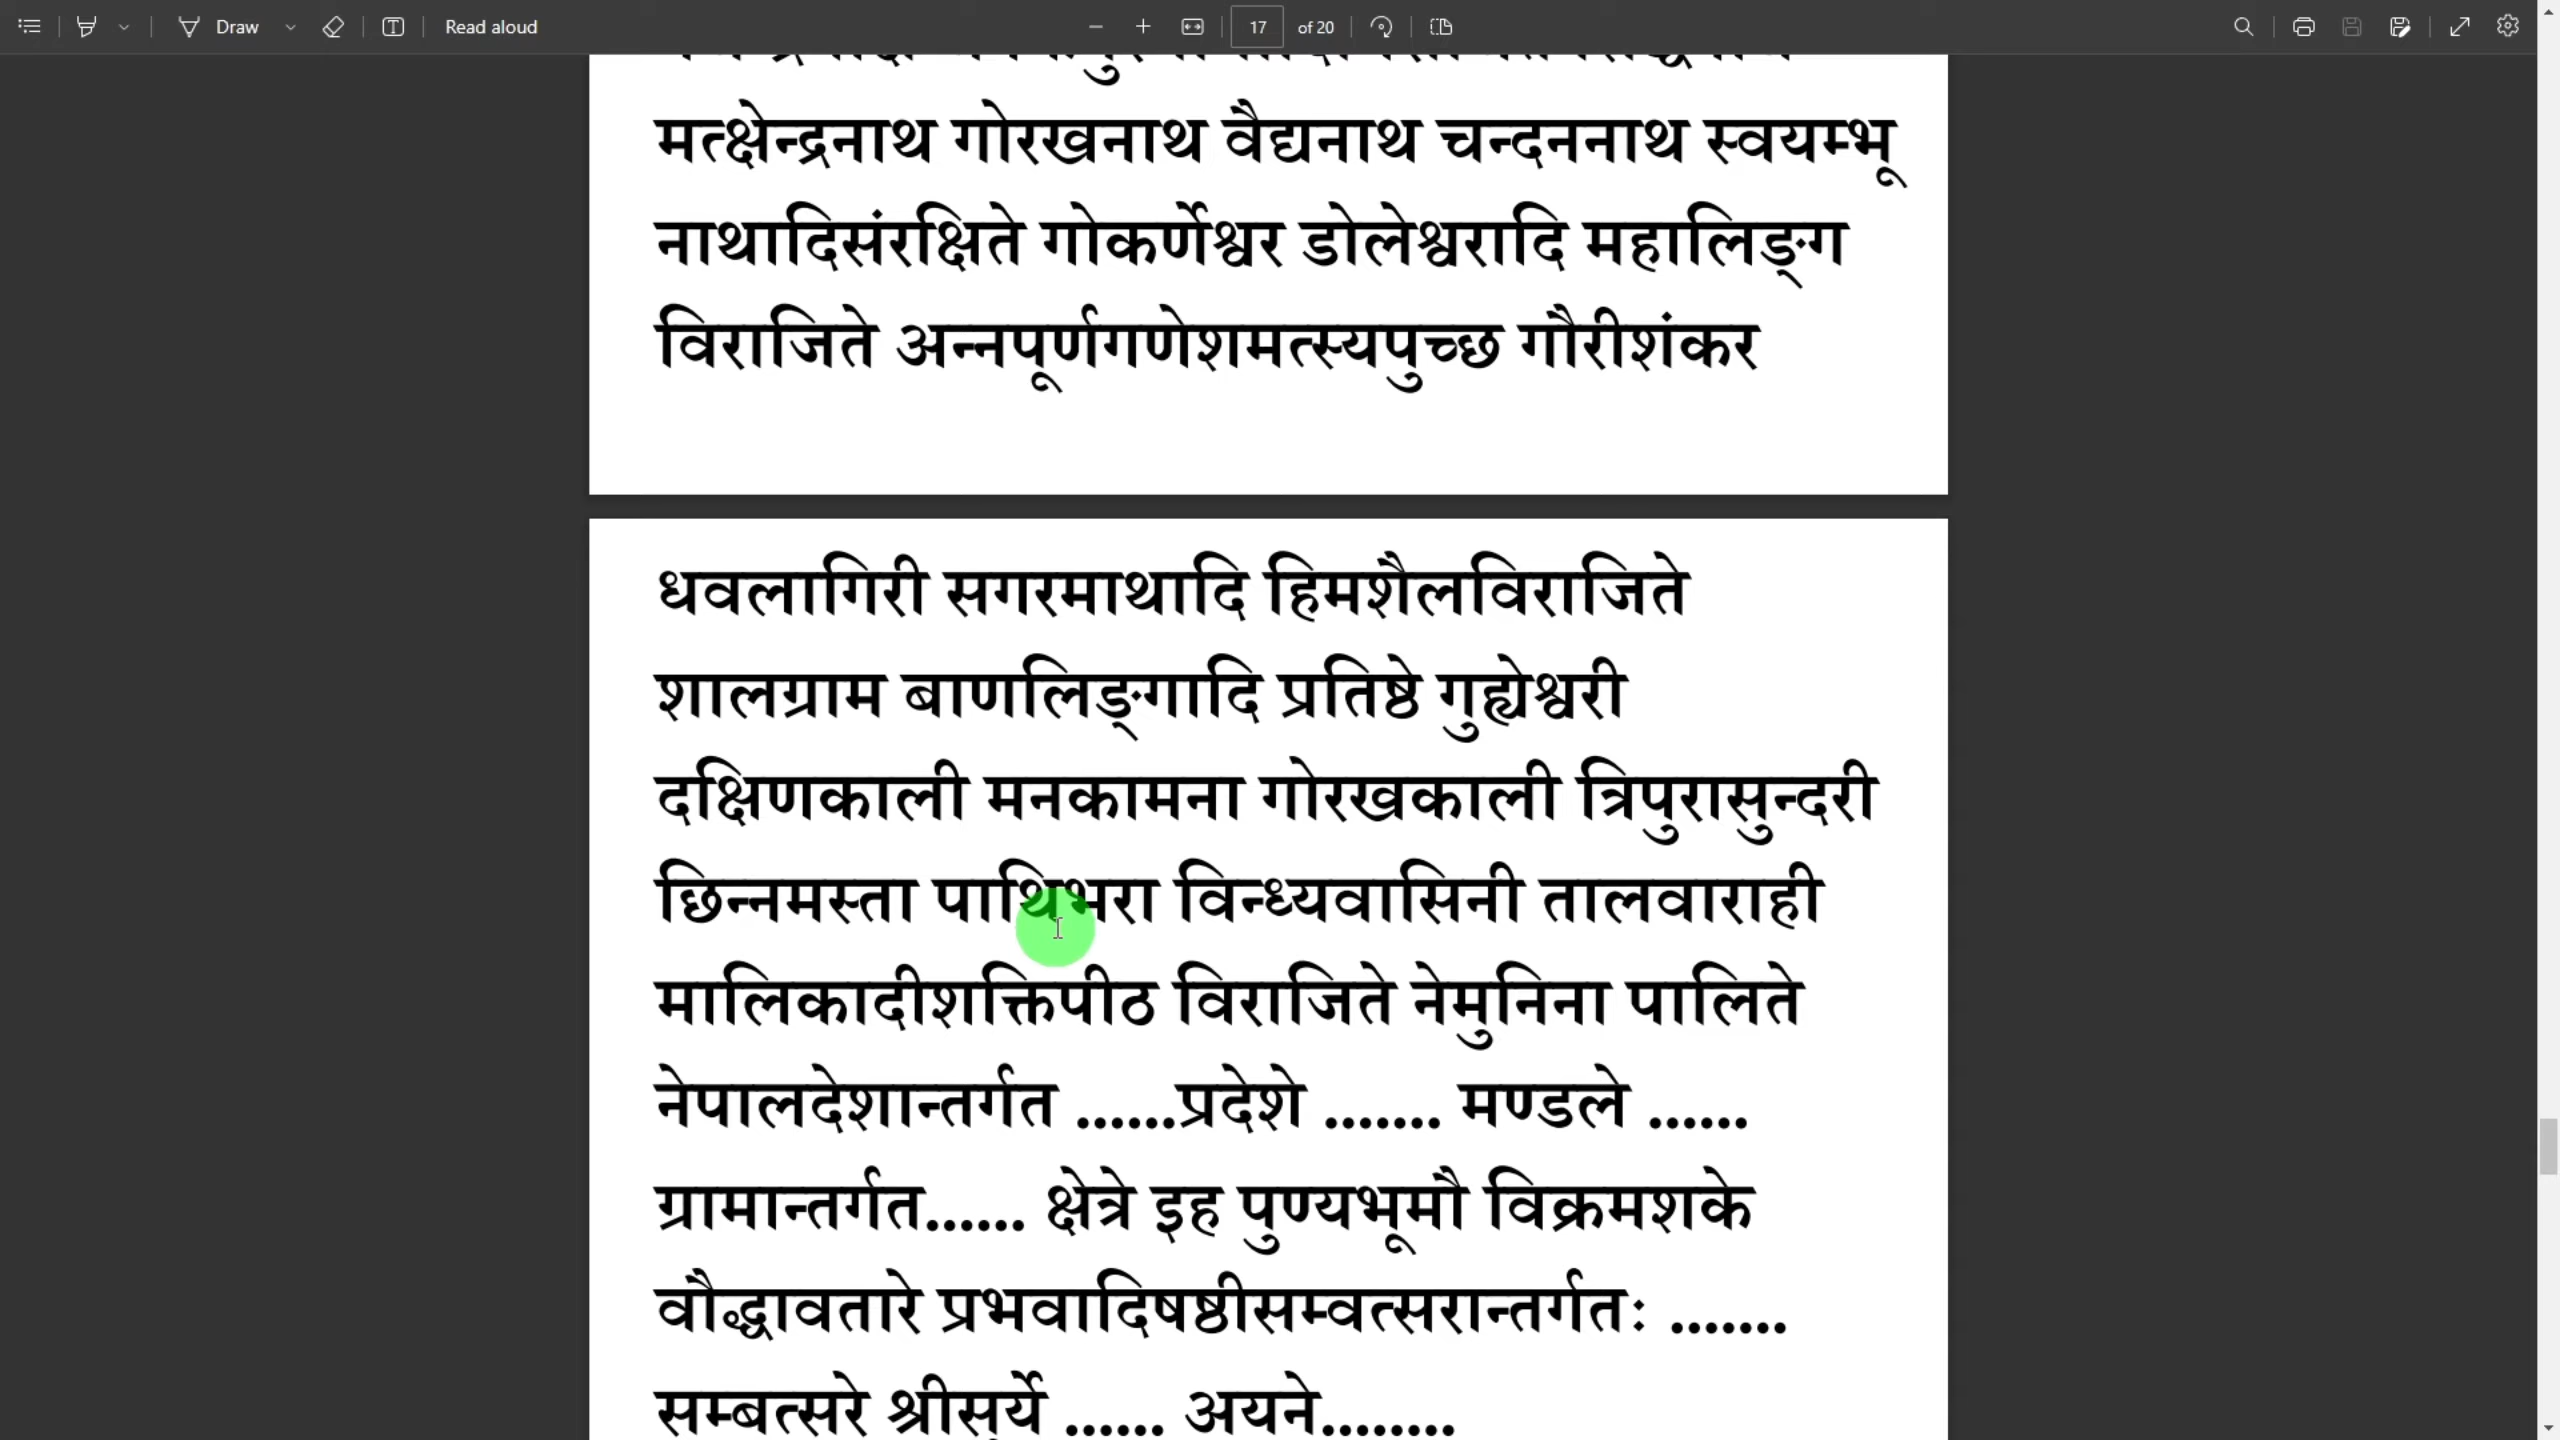 Draw
Read aloud
17 of 20
मत्क्षेन्द्रनाथ गोरखनाथ वैद्यनाथ चन्दननाथ स्वयम्भू
नाथादिसंरक्षिते गोकर्णेश्वर डोलेश्वरादि महालिङ्ग
विराजिते अन्नपूर्णगणेशमत्स्यपुच्छ गौरीशंकर
धवलागिरी सगरमाथादि हिमशैलविराजिते
शालग्राम बाणलिङ्गादि प्रतिष्ठे गुह्येश्वरी
दक्षिणकाली मनकामना गोरखकाली त्रिपुरासुन्दरी
छिन्नमस्ता पाथिभरा विन्ध्यवासिनी तालवाराही
मालिकादीशक्तिपीठ विराजिते नेमुनिना पालिते
नेपालदेशान्तर्गत ......प्रदेशे ....... मण्डले ......
ग्रामान्तर्गत...... क्षेत्रे इह पुण्यभूमौ विक्रमशके
वौद्धावतारे प्रभवादिषष्ठीसम्वत्सरान्तर्गतः .......
सम्बत्सरे श्रीसूर्ये ...... अयने........